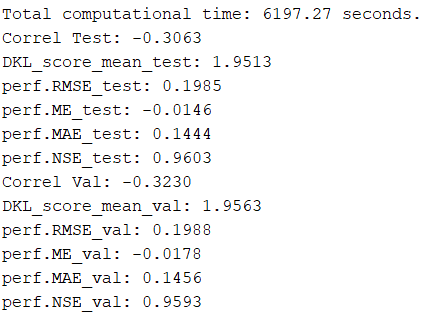 Total computational time: 6197.27 seconds.
Correl Test: -0.3063
DKL_score_mean_test: 1.9513
perf.RMSE_test: 0.1985
perf.ME_test: -0.0146
perf.MAE_test: 0.1444
perf.NSE_test: 0.9603
Correl Val: -0.3230
DKL_score_mean_val: 1.9563
perf.RMSE_val: 0.1988
perf.ME_val: -0.0178
perf.MAE_val: 0.1456
perf.NSE_val: 0.9593